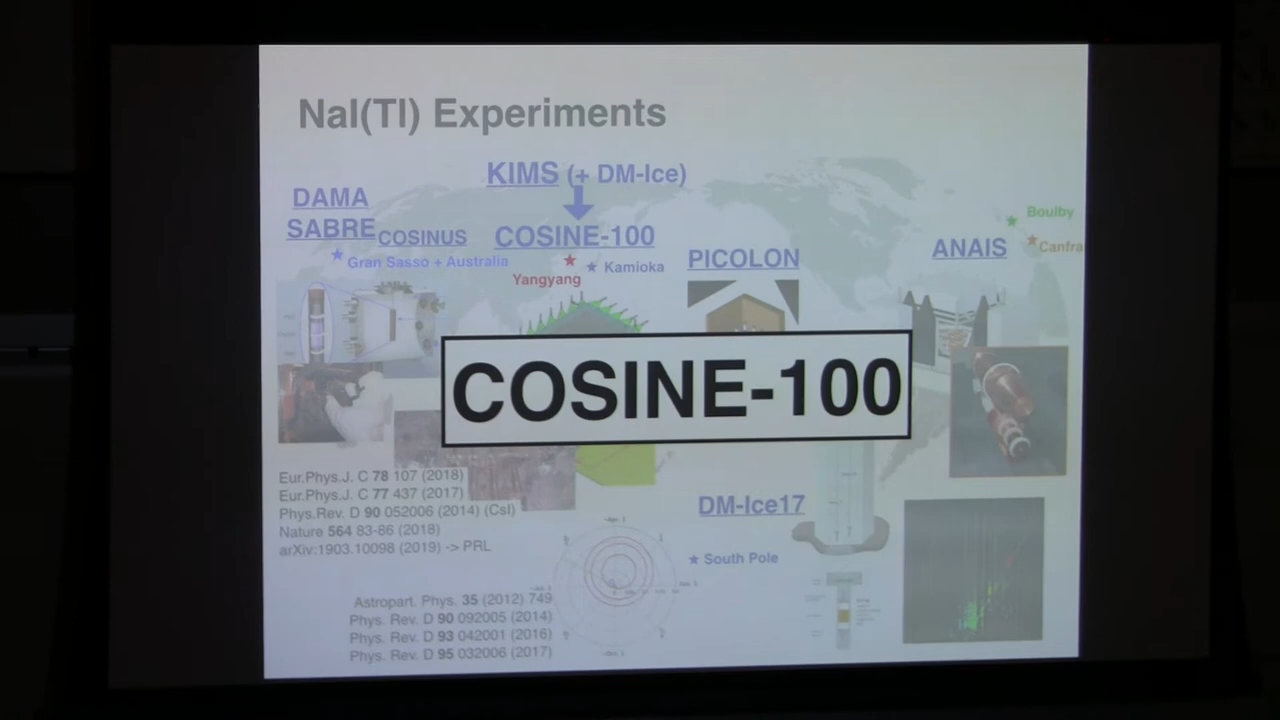 NaI(Tl) Experiments
KIMS (+ DM-Ice)
DAMA
SABRE
COSINUS
COSINE-100
Gran Sasso + Australia
Yangyang
Kamioka
PICOLON
ANAIS
Boulby
Canfra
COSINE-100
Eur.Phys.J. C 78 107 (2018)
Eur.Phys.J. C 77 437 (2017)
Phys.Rev. D 90 052006 (2014) (CsI)
Nature 564 83-86 (2018)
arXiv:1903.10098 (2019) -> PRL
DM-Ice17
South Pole
Astropart. Phys. 35 (2012) 749
Phys. Rev. D 90 092005 (2014)
Phys. Rev. D 93 042001 (2016)
Phys. Rev. D 95 032006 (2017)